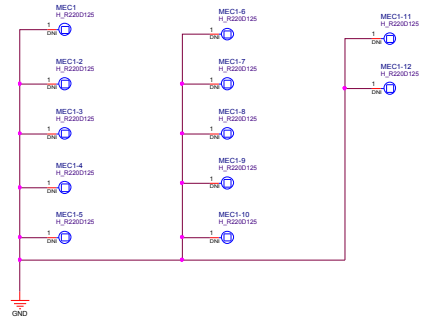 MEC1
H_R220D125
1
DNI
MEC1-2
H_R220D125
1
DNI
MEC1-3
H_R220D125
1
DNI
MEC1-4
H_R220D125
1
DNI
MEC1-5
H_R220D125
1
DNI
GND
MEC1-6
H_R220D125
1
DNI
MEC1-7
H_R220D125
1
DNI
MEC1-8
H_R220D125
1
DNI
MEC1-9
H_R220D125
1
DNI
MEC1-10
H_R220D125
1
DNI
MEC1-11
H_R220D125
1
DNI
MEC1-12
H_R220D125
1
DNI